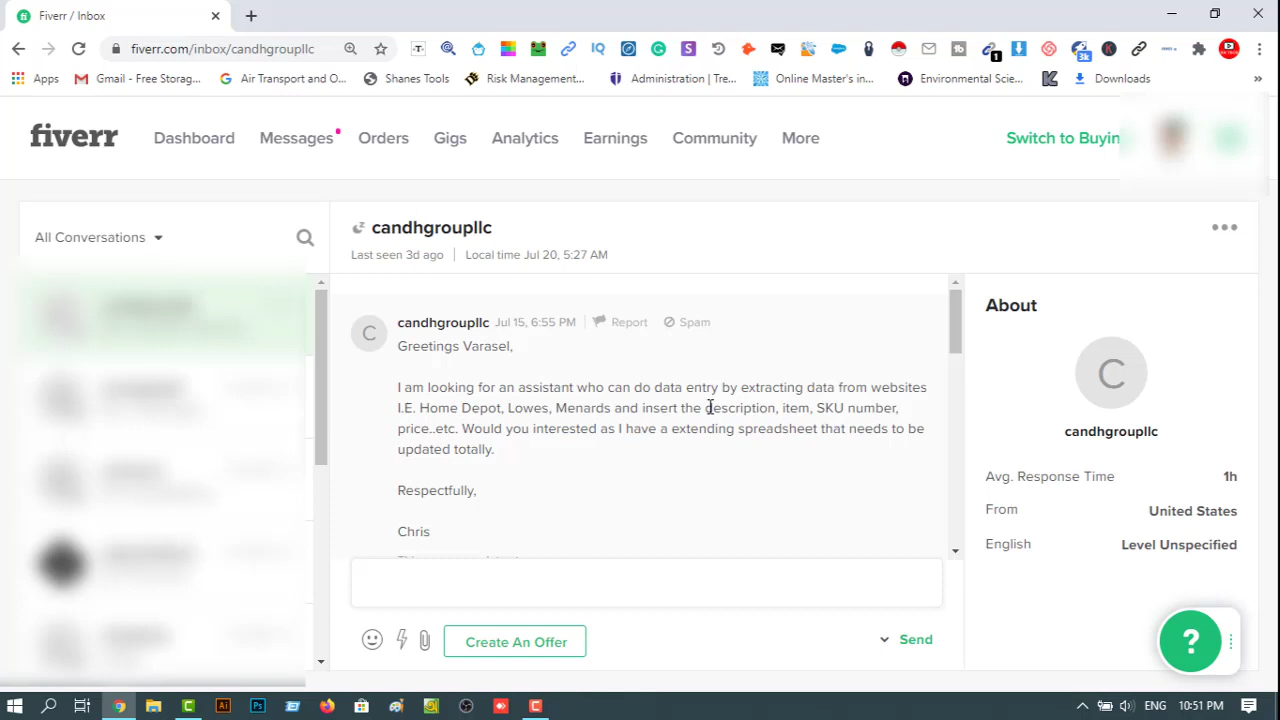 Fiverr / Inbox
fiverr.com/inbox/candhgroupllc
Apps
Gmail - Free Storag...
Air Transport and O...
Shanes Tools
Risk Management...
Administration | Tre...
Online Master's in...
Environmental Scie...
Downloads
fiverr
Dashboard
Messages
Orders
Gigs
Analytics
Earnings
Community
More
Switch to Buyin
All Conversations
candhgroupllc
Last seen 3d ago
Local time Jul 20, 5:27 AM
candhgroupllc Jul 15, 6:55 PM Report Spam
Greetings Varasel,
I am looking for an assistant who can do data entry by extracting data from websites
I.E. Home Depot, Lowes, Menards and insert the description, item, SKU number,
price..etc. Would you interested as I have a extending spreadsheet that needs to be
updated totally.
Respectfully,
Chris
Create An Offer
Send
About
C
candhgroupllc
Avg. Response Time 1h
From United States
English Level Unspecified
?
ENG 10:51 PM